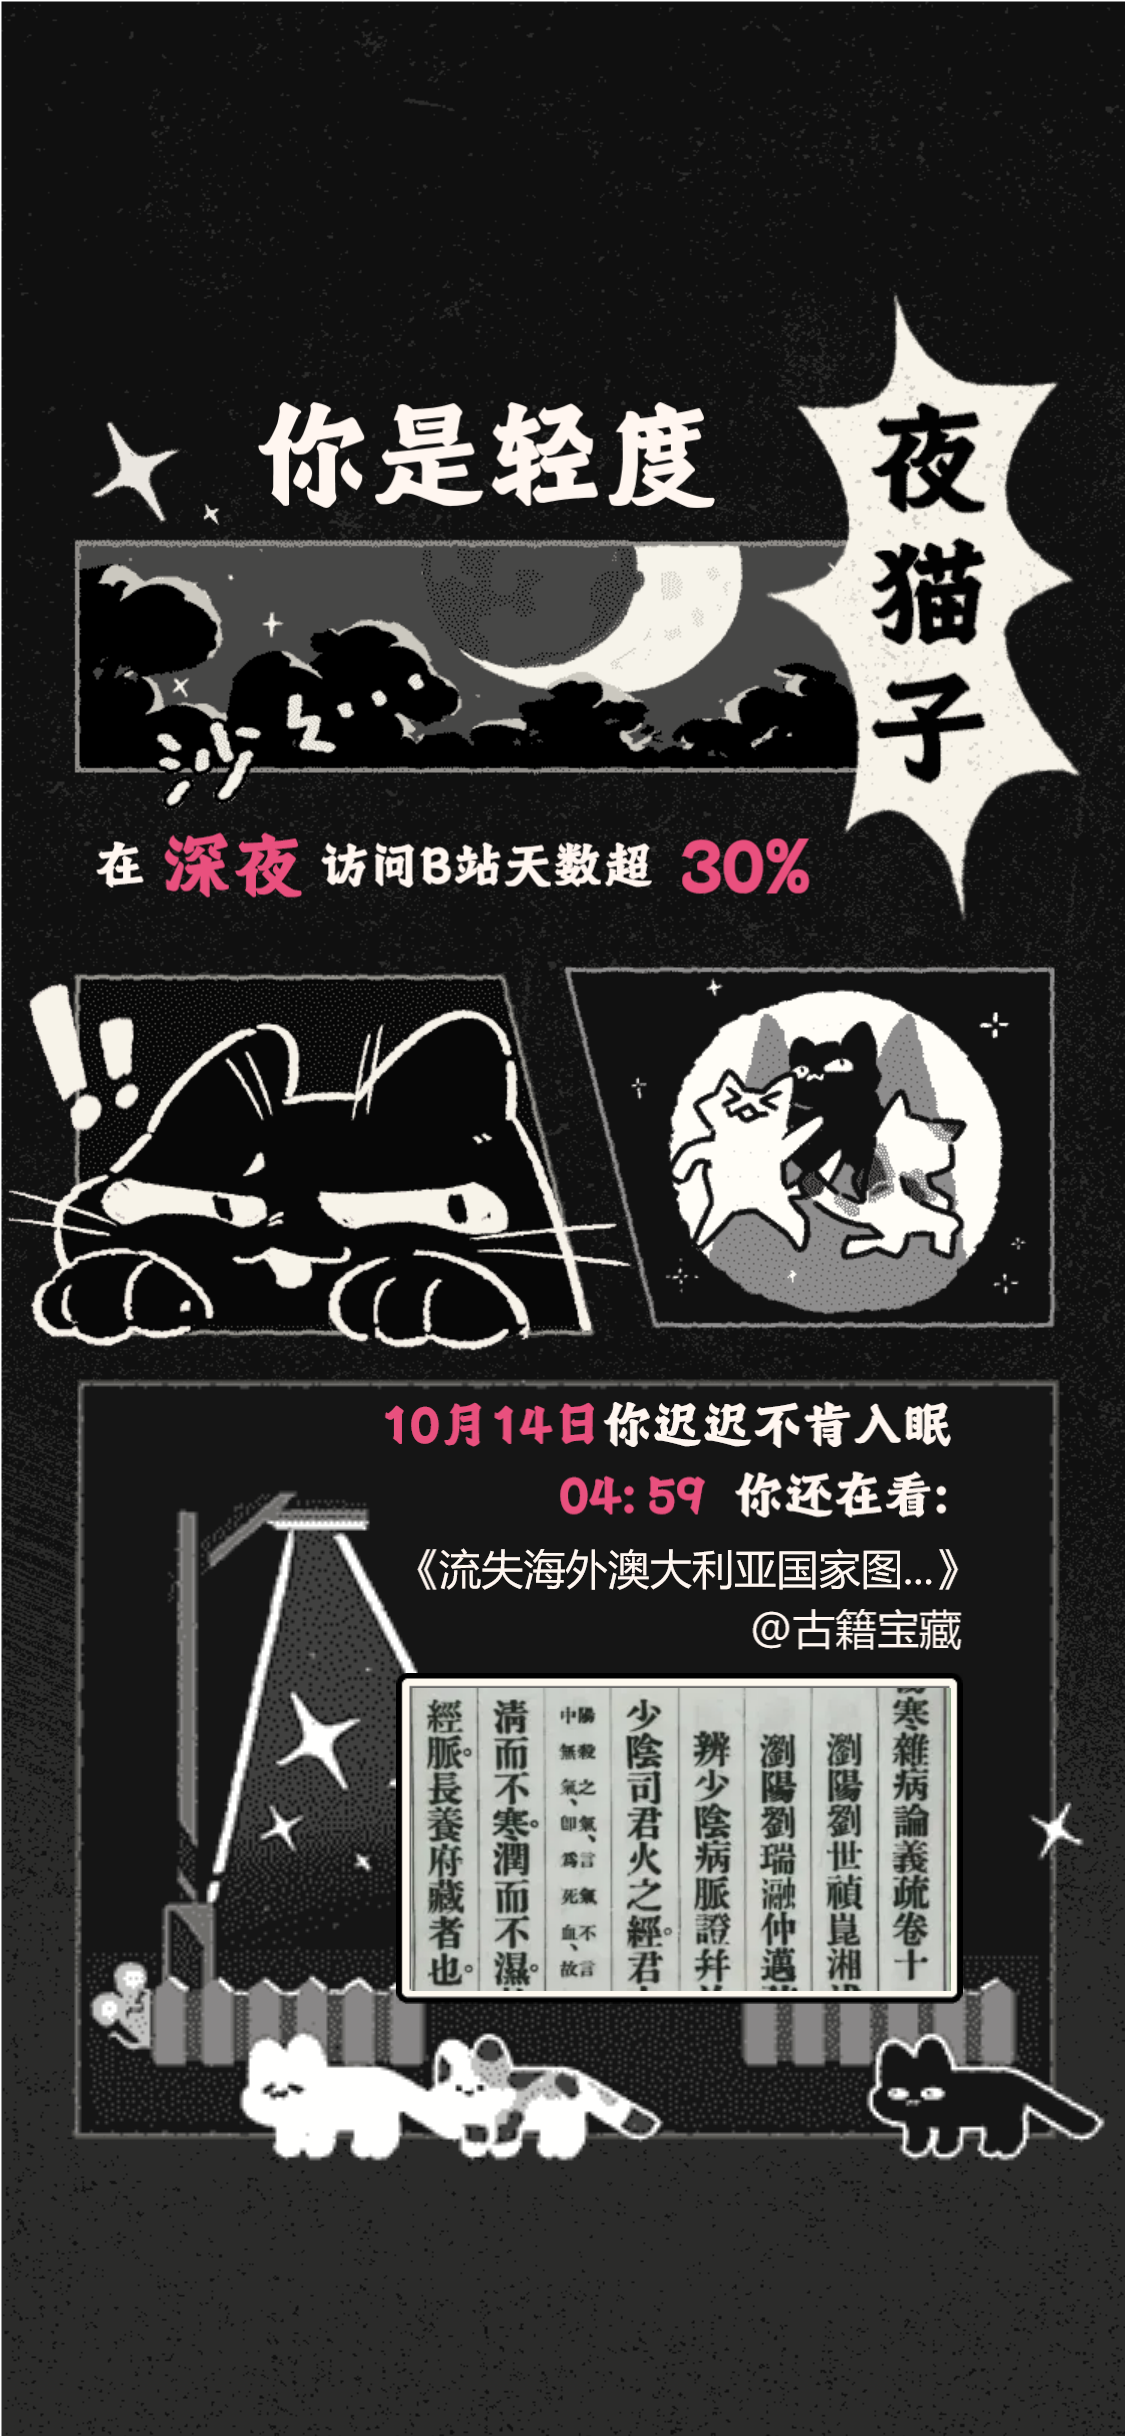 你是轻度
夜猫子
沙沙
在 深夜 访问B站天数超 30%
!!
10月14日你迟迟不肯入眠
04:59 你还在看:
《流失海外澳大利亚国家图...》
@古籍宝藏
寒雜病論義疏卷十
瀏陽劉世禎崑湘
瀏陽劉瑞瀜仲邁
辨少陰病脈證幷
少陰司君火之經。君
陽殺之氣、言氣不言
中無氣、卽爲死血、故
清而不寒。潤而不濕。
經脈。長養府藏者也。